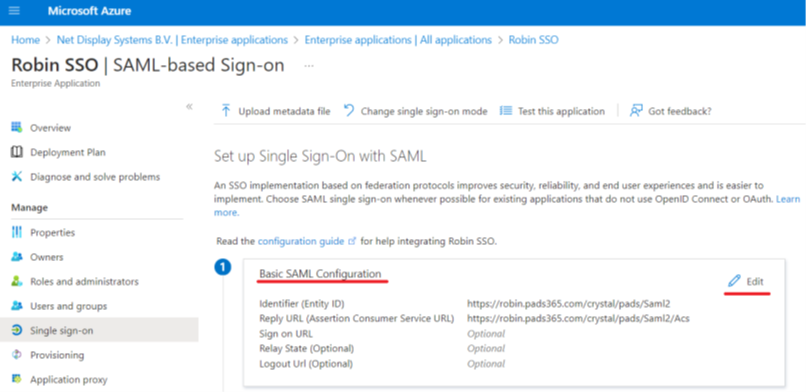 Microsoft Azure
Home > Net Display Systems B.V. | Enterprise applications > Enterprise applications | All applications > Robin SSO
Robin SSO | SAML-based Sign-on ...
Enterprise Application
«
Overview
Deployment Plan
Diagnose and solve problems
Manage
Properties
Owners
Roles and administrators
Users and groups
Single sign-on
Provisioning
Application proxy
Upload metadata file Change single sign-on mode Test this application | Got feedback?
Set up Single Sign-On with SAML
An SSO implementation based on federation protocols improves security, reliability, and end user experiences and is easier to
implement. Choose SAML single sign-on whenever possible for existing applications that do not use OpenID Connect or OAuth. Learn
more.
Read the configuration guide for help integrating Robin SSO.
1
Basic SAML Configuration
Edit
Identifier (Entity ID) https://robin.pads365.com/crystal/pads/Saml2
Reply URL (Assertion Consumer Service URL) https://robin.pads365.com/crystal/pads/Saml2/Acs
Sign on URL Optional
Relay State (Optional) Optional
Logout Url (Optional) Optional